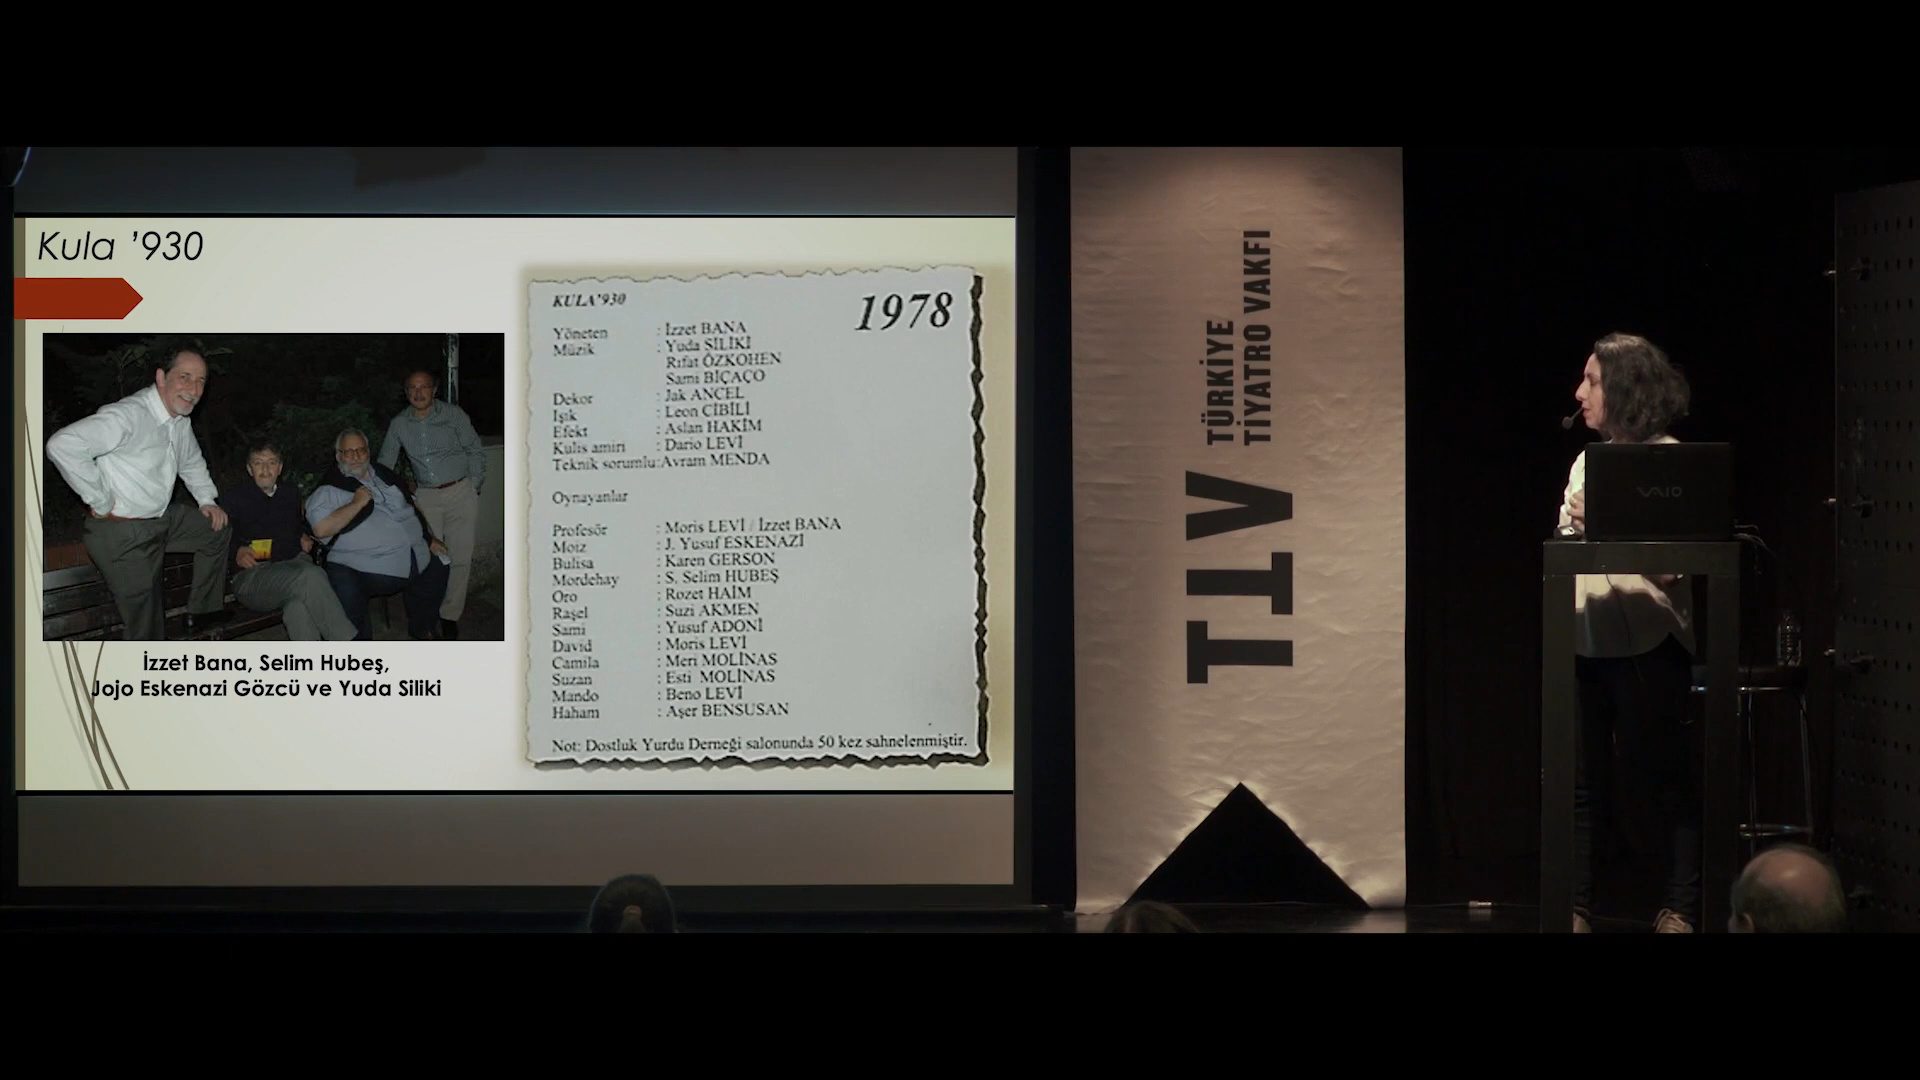 Kula ’930
İzzet Bana, Selim Hubeş,
Jojo Eskenazi Gözcü ve Yuda Siliki
KULA'930
1978
Yöneten : İzzet BANA
Müzik : Yuda SİLİKİ
Rıfat ÖZKOHEN
Sami BİÇAÇO
Dekor : Jak ANCEL
Işık : Leon CİBİLİ
Efekt : Aslan HAKİM
Kulis amiri : Dario LEVİ
Teknik sorumlu:Avram MENDA
Oynayanlar
Profesör : Moris LEVİ / İzzet BANA
Moiz : J. Yusuf ESKENAZİ
Bulisa : Karen GERSON
Mordehay : S. Selim HUBEŞ
Oro : Rozet HAİM
Raşel : Suzi AKMEN
Sami : Yusuf ADONİ
David : Moris LEVİ
Camila : Meri MOLİNAS
Suzan : Esti MOLİNAS
Mando : Beno LEVİ
Haham : Aşer BENSUSAN
Not: Dostluk Yurdu Derneği salonunda 50 kez sahnelenmiştir.
TTV
TÜRKİYE
TİYATRO VAKFI
VAIO